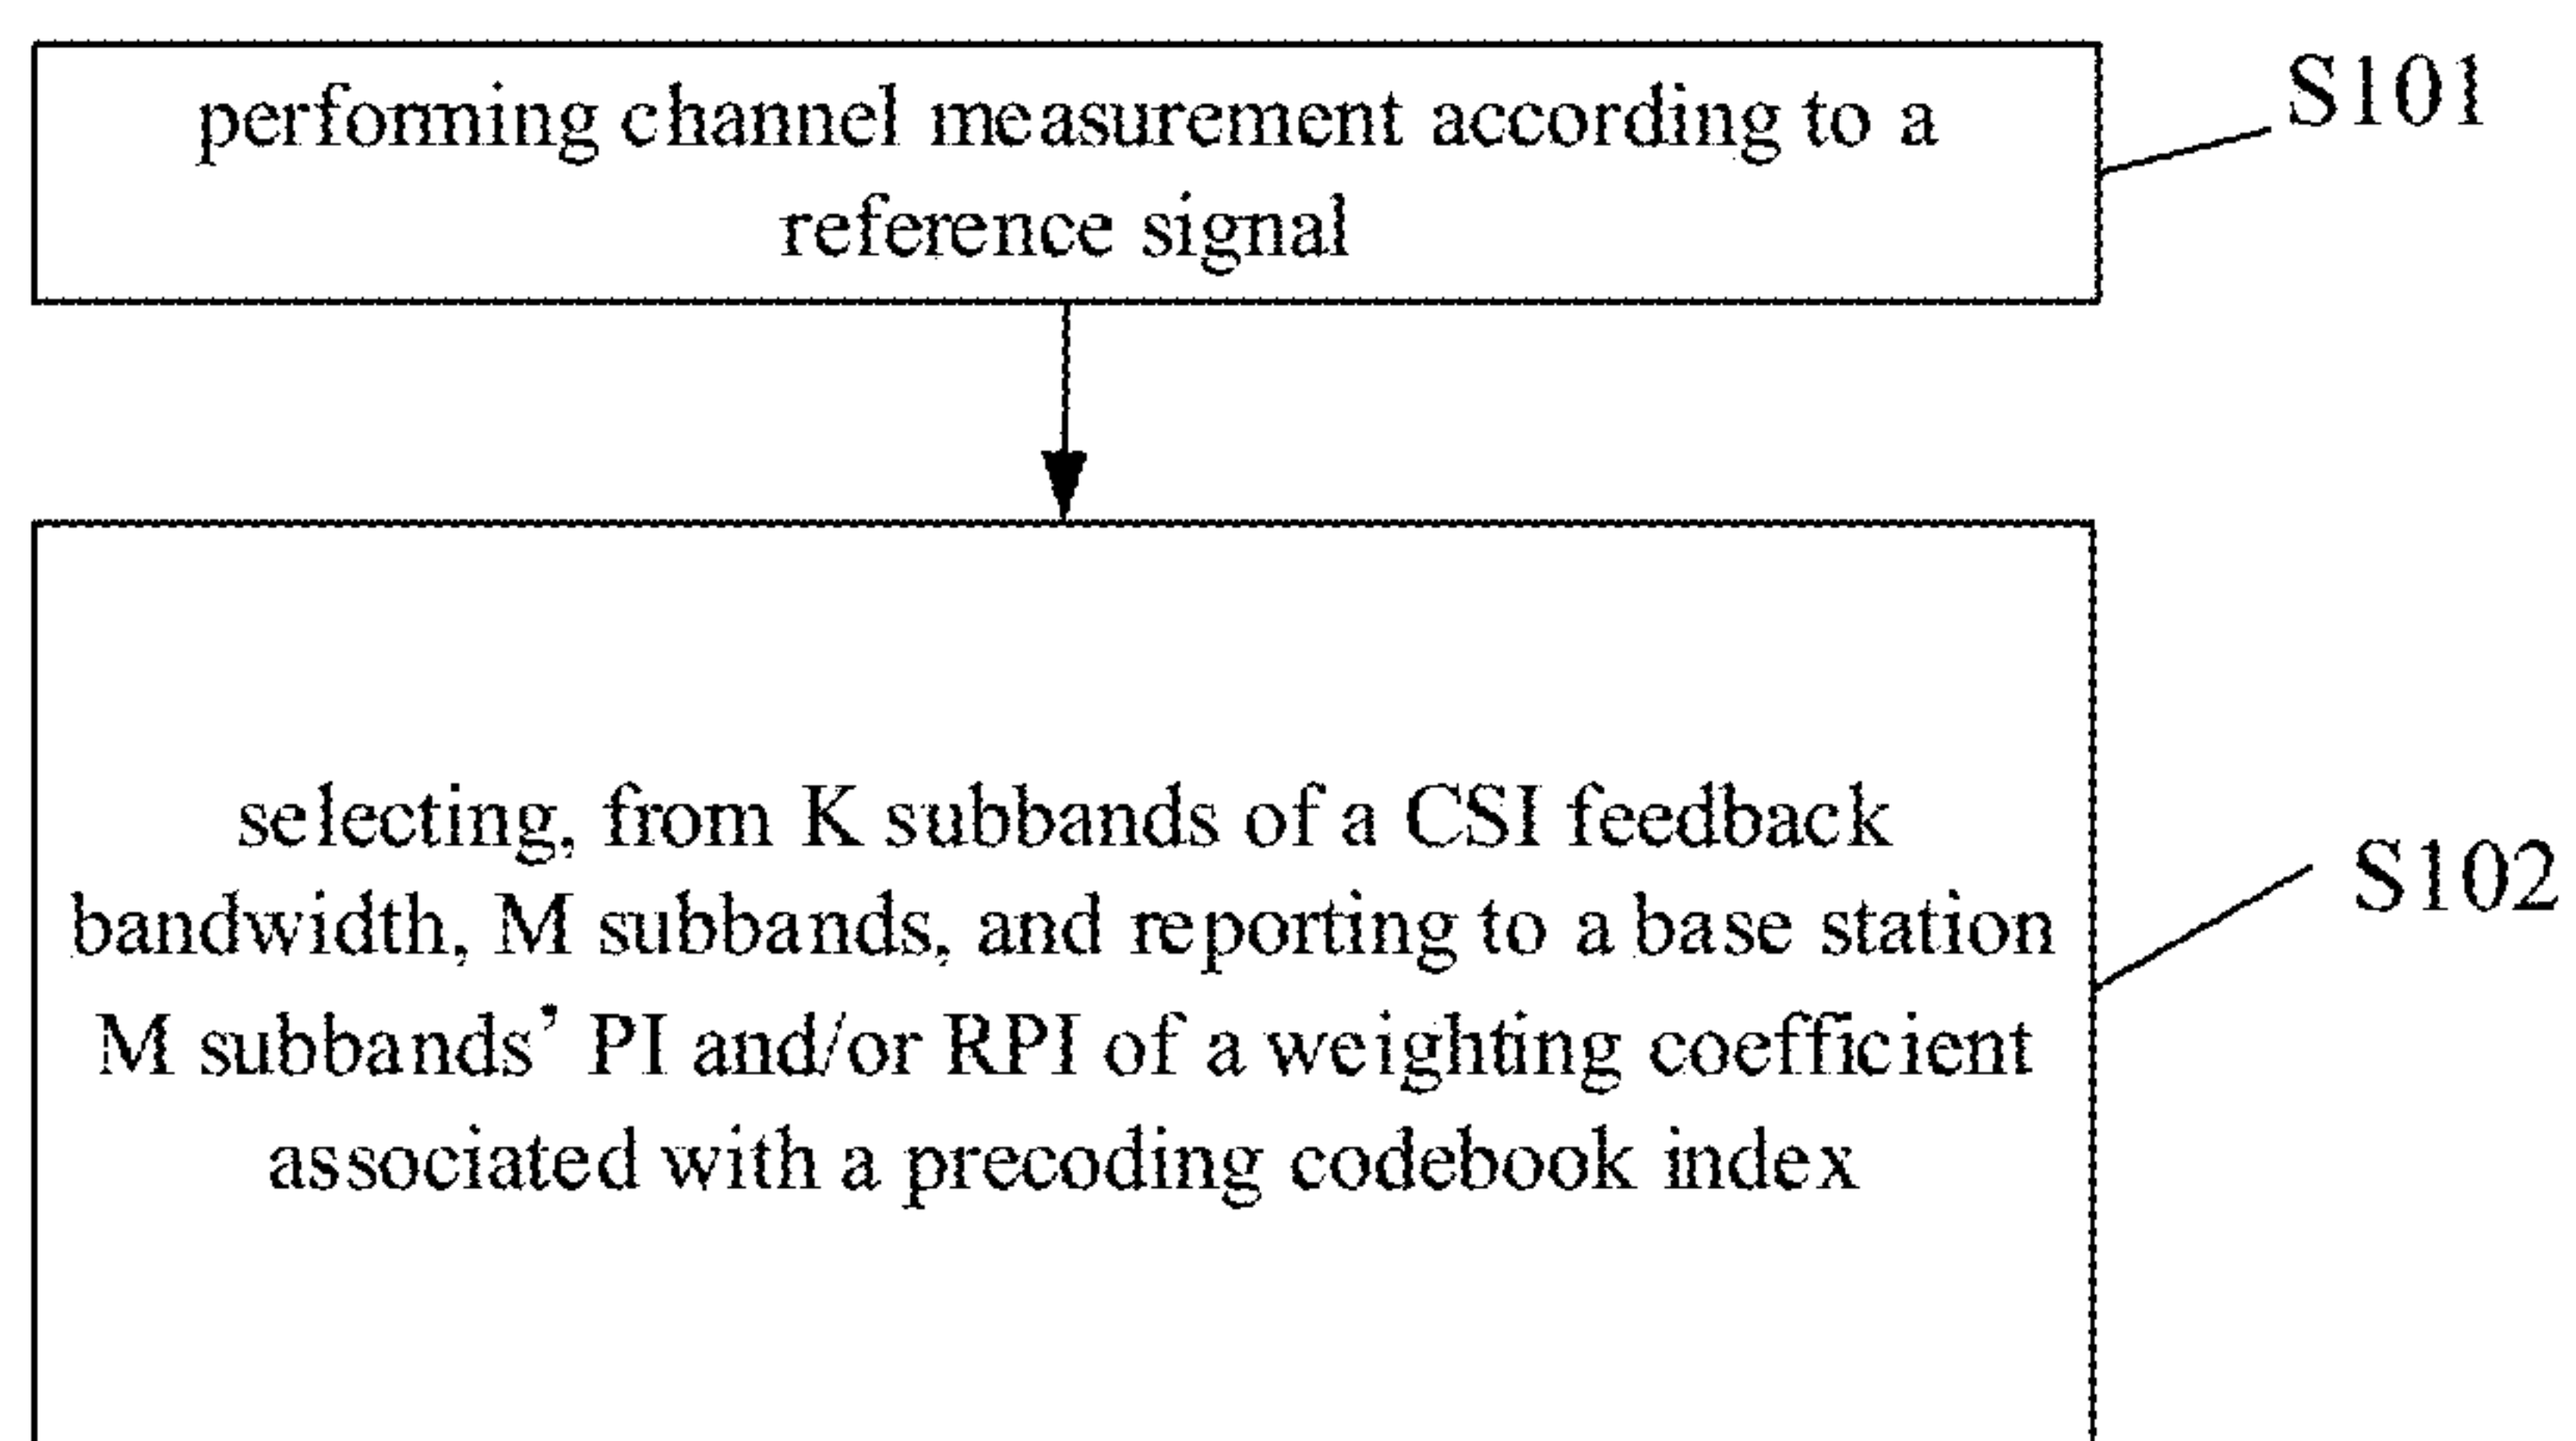 performing channel measurement according to a
reference signal
S101
selecting, from K subbands of a CSI feedback
bandwidth, M subbands, and reporting to a base station
M subbands’ PI and/or RPI of a weighting coefficient
associated with a precoding codebook index
S102